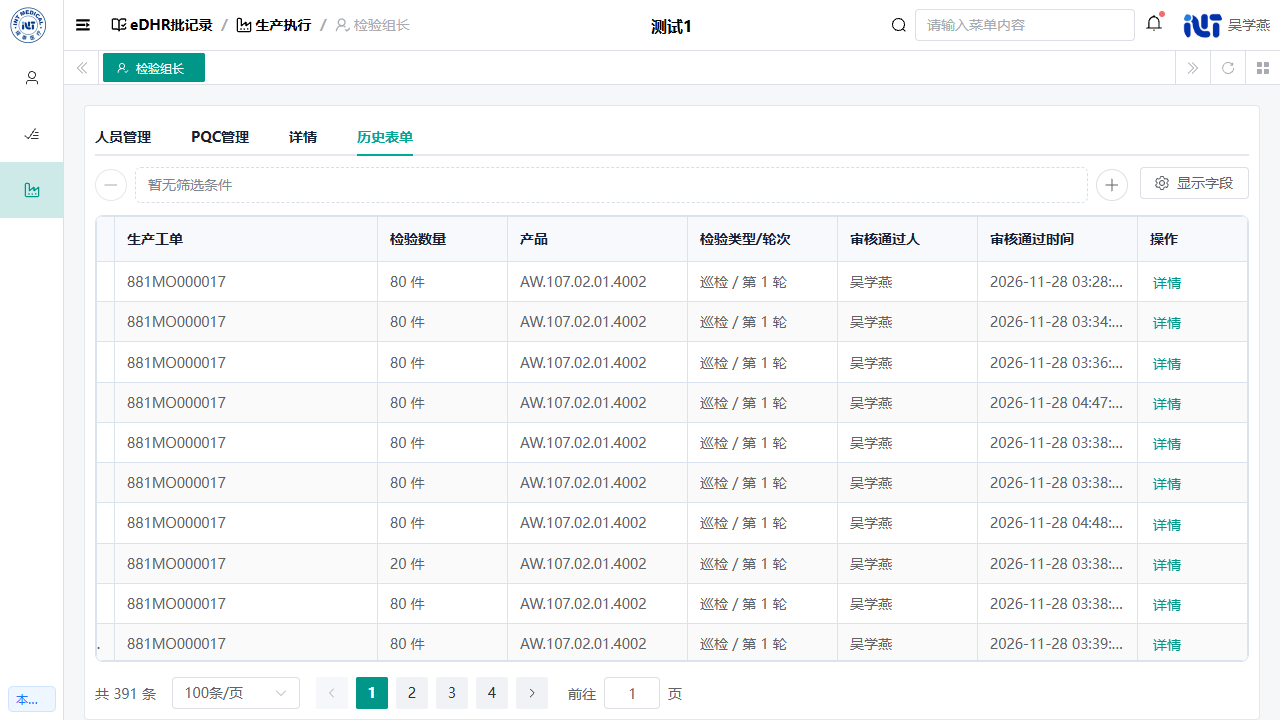 eDHR批记录 / 生产执行 / 检验组长
测试1
请输入菜单内容
吴学燕
检验组长
人员管理 PQC管理 详情 历史表单
暂无筛选条件
显示字段
生产工单 检验数量 产品 检验类型/轮次 审核通过人 审核通过时间 操作
881MO000017 80 件 AW.107.02.01.4002 巡检 / 第 1 轮 吴学燕 2026-11-28 03:28:... 详情
881MO000017 80 件 AW.107.02.01.4002 巡检 / 第 1 轮 吴学燕 2026-11-28 03:34:... 详情
881MO000017 80 件 AW.107.02.01.4002 巡检 / 第 1 轮 吴学燕 2026-11-28 03:36:... 详情
881MO000017 80 件 AW.107.02.01.4002 巡检 / 第 1 轮 吴学燕 2026-11-28 04:47:... 详情
881MO000017 80 件 AW.107.02.01.4002 巡检 / 第 1 轮 吴学燕 2026-11-28 03:38:... 详情
881MO000017 80 件 AW.107.02.01.4002 巡检 / 第 1 轮 吴学燕 2026-11-28 03:38:... 详情
881MO000017 80 件 AW.107.02.01.4002 巡检 / 第 1 轮 吴学燕 2026-11-28 04:48:... 详情
881MO000017 20 件 AW.107.02.01.4002 巡检 / 第 1 轮 吴学燕 2026-11-28 03:38:... 详情
881MO000017 80 件 AW.107.02.01.4002 巡检 / 第 1 轮 吴学燕 2026-11-28 03:38:... 详情
881MO000017 80 件 AW.107.02.01.4002 巡检 / 第 1 轮 吴学燕 2026-11-28 03:39:... 详情
本...
共 391 条 100条/页 1 2 3 4 前往 1 页